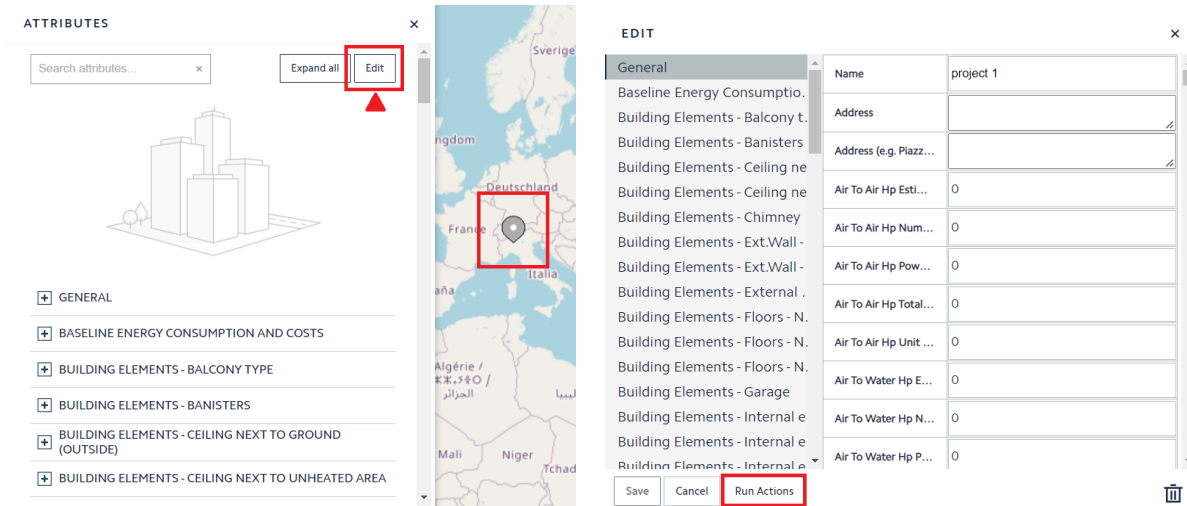 ATTRIBUTES
×
Search attributes...
×
Expand all
Edit
+ GENERAL
+ BASELINE ENERGY CONSUMPTION AND COSTS
+ BUILDING ELEMENTS - BALCONY TYPE
+ BUILDING ELEMENTS - BANISTERS
+ BUILDING ELEMENTS - CEILING NEXT TO GROUND
(OUTSIDE)
+ BUILDING ELEMENTS - CEILING NEXT TO UNHEATED AREA
Sverige
ngdom
Deutschland
France
Italia
aña
Algérie /
الجزائر
Mali
Niger
Tchad
EDIT
×
General
Baseline Energy Consumptio.
Building Elements - Balcony t.
Building Elements - Banisters
Building Elements - Ceiling ne
Building Elements - Ceiling ne
Building Elements - Chimney
Building Elements - Ext.Wall -
Building Elements - Ext.Wall -
Building Elements - External .
Building Elements - Floors - N.
Building Elements - Floors - N.
Building Elements - Floors - N.
Building Elements - Garage
Building Elements - Internal e
Building Elements - Internal e
Building Elements - Internal e
Name
project 1
Address
Address (e.g. Piazz...
Air To Air Hp Esti...
0
Air To Air Hp Num...
0
Air To Air Hp Pow...
0
Air To Air Hp Total...
0
Air To Air Hp Unit ...
0
Air To Water Hp E...
0
Air To Water Hp N...
0
Air To Water Hp P...
0
Save
Cancel
Run Actions